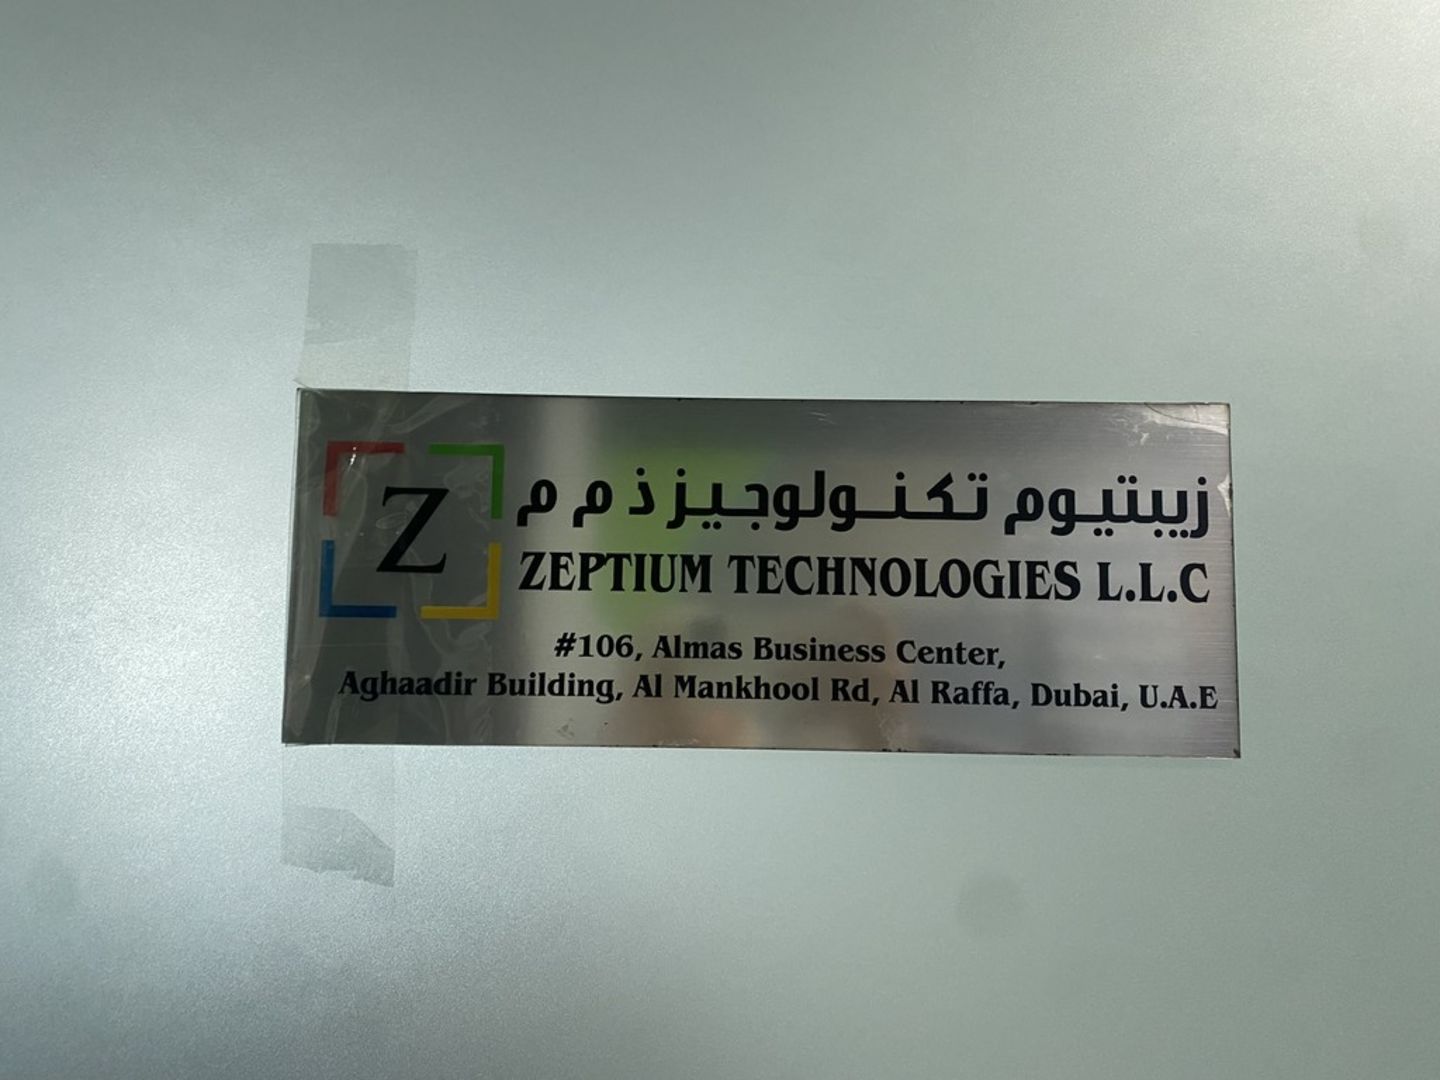 Z
زيبتيوم تكنولوجيز ذ م م
ZEPTIUM TECHNOLOGIES L.L.C
#106, Almas Business Center,
Aghaadir Building, Al Mankhool Rd, Al Raffa, Dubai, U.A.E